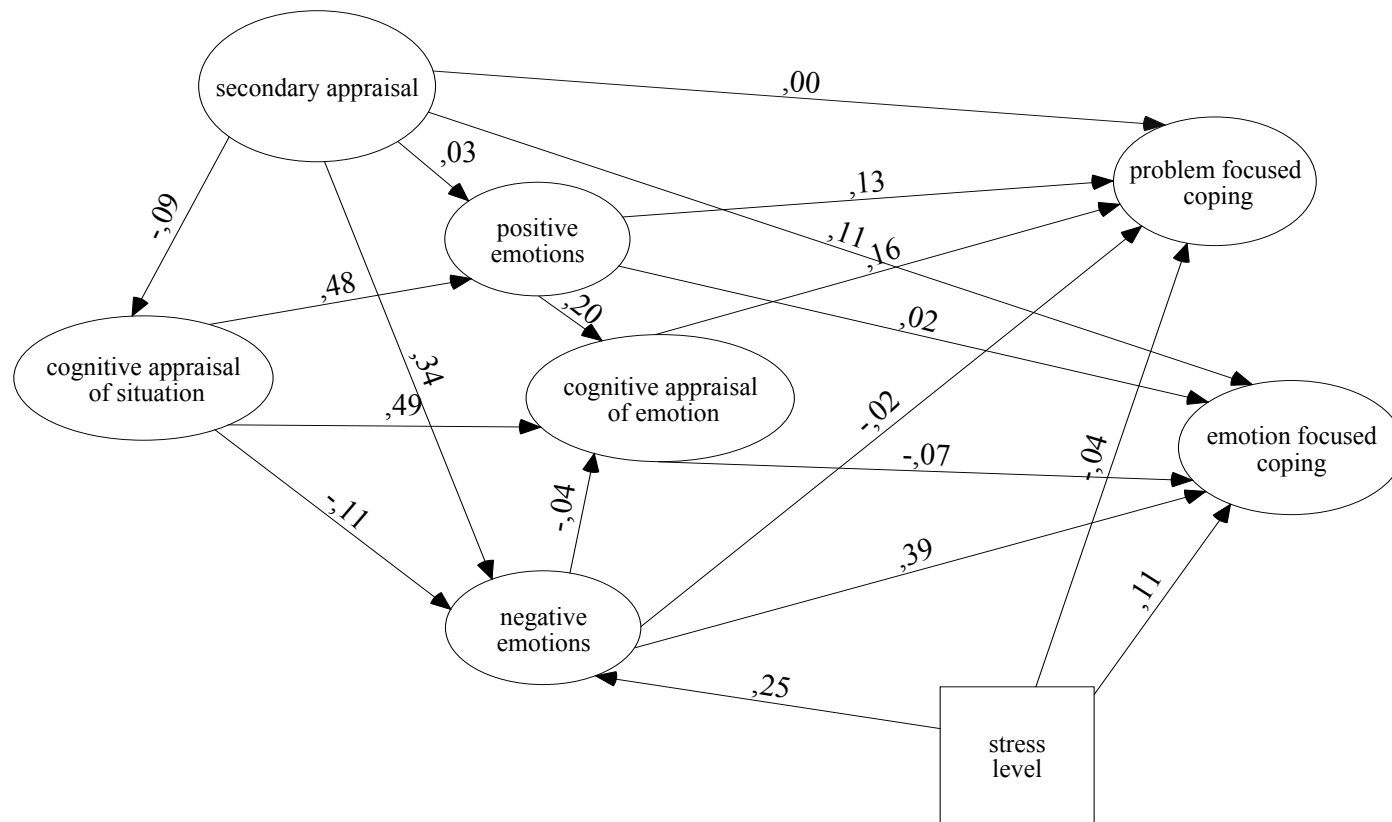 secondary appraisal
,00
,03
problem focused
coping
-,09
,13
positive
emotions
,11
,16
,48
,20
,02
cognitive appraisal
of situation
,34
cognitive appraisal
of emotion
,49
-,02
emotion focused
coping
-,07
-,04
-,11
-,04
,39
,11
negative
emotions
,25
stress
level